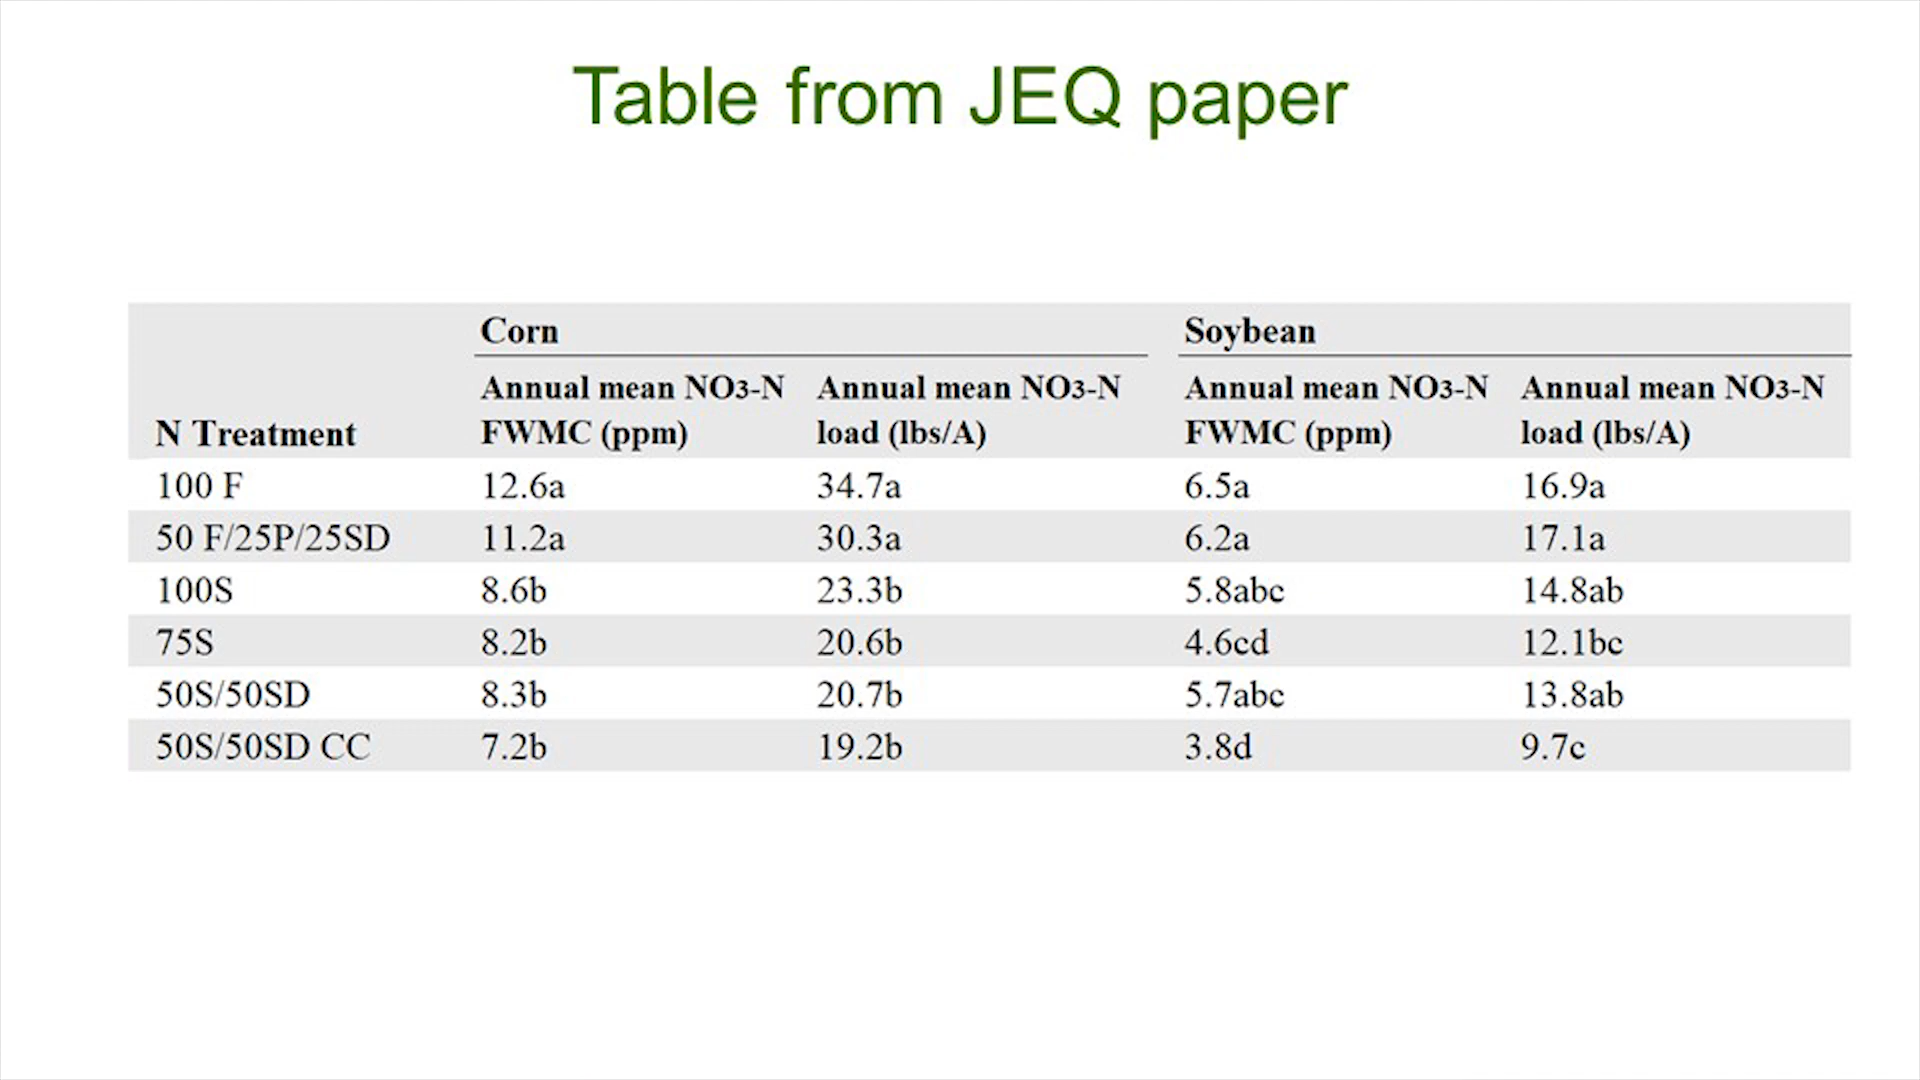 Table from JEQ paper
Corn Soybean
Annual mean NO3-N Annual mean NO3-N Annual mean NO3-N Annual mean NO3-N
N Treatment FWMC (ppm) load (lbs/A) FWMC (ppm) load (lbs/A)
100 F 12.6a 34.7a 6.5a 16.9a
50 F/25P/25SD 11.2a 30.3a 6.2a 17.1a
100S 8.6b 23.3b 5.8abc 14.8ab
75S 8.2b 20.6b 4.6cd 12.1bc
50S/50SD 8.3b 20.7b 5.7abc 13.8ab
50S/50SD CC 7.2b 19.2b 3.8d 9.7c